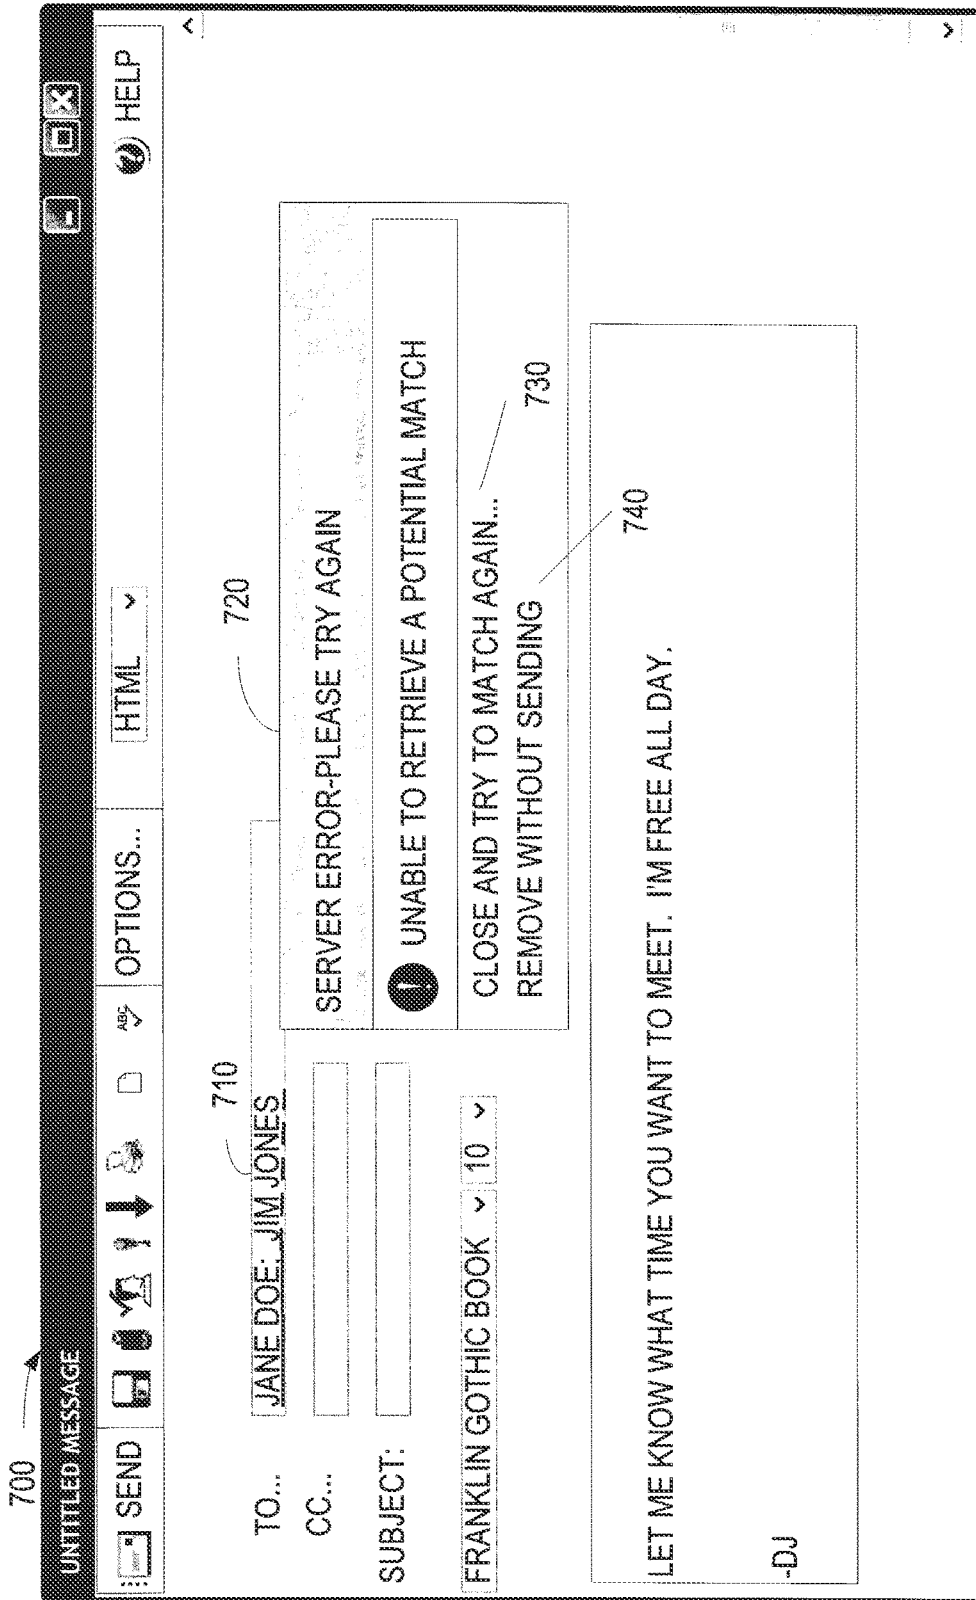 700
UNTITLED MESSAGE
SEND ABC OPTIONS... HTML HELP
710
720
TO... JANE DOE; JIM JONES
CC...
SUBJECT:
SERVER ERROR-PLEASE TRY AGAIN
UNABLE TO RETRIEVE A POTENTIAL MATCH
CLOSE AND TRY TO MATCH AGAIN...
730
REMOVE WITHOUT SENDING
740
FRANKLIN GOTHIC BOOK 10
LET ME KNOW WHAT TIME YOU WANT TO MEET. I'M FREE ALL DAY.
-DJ